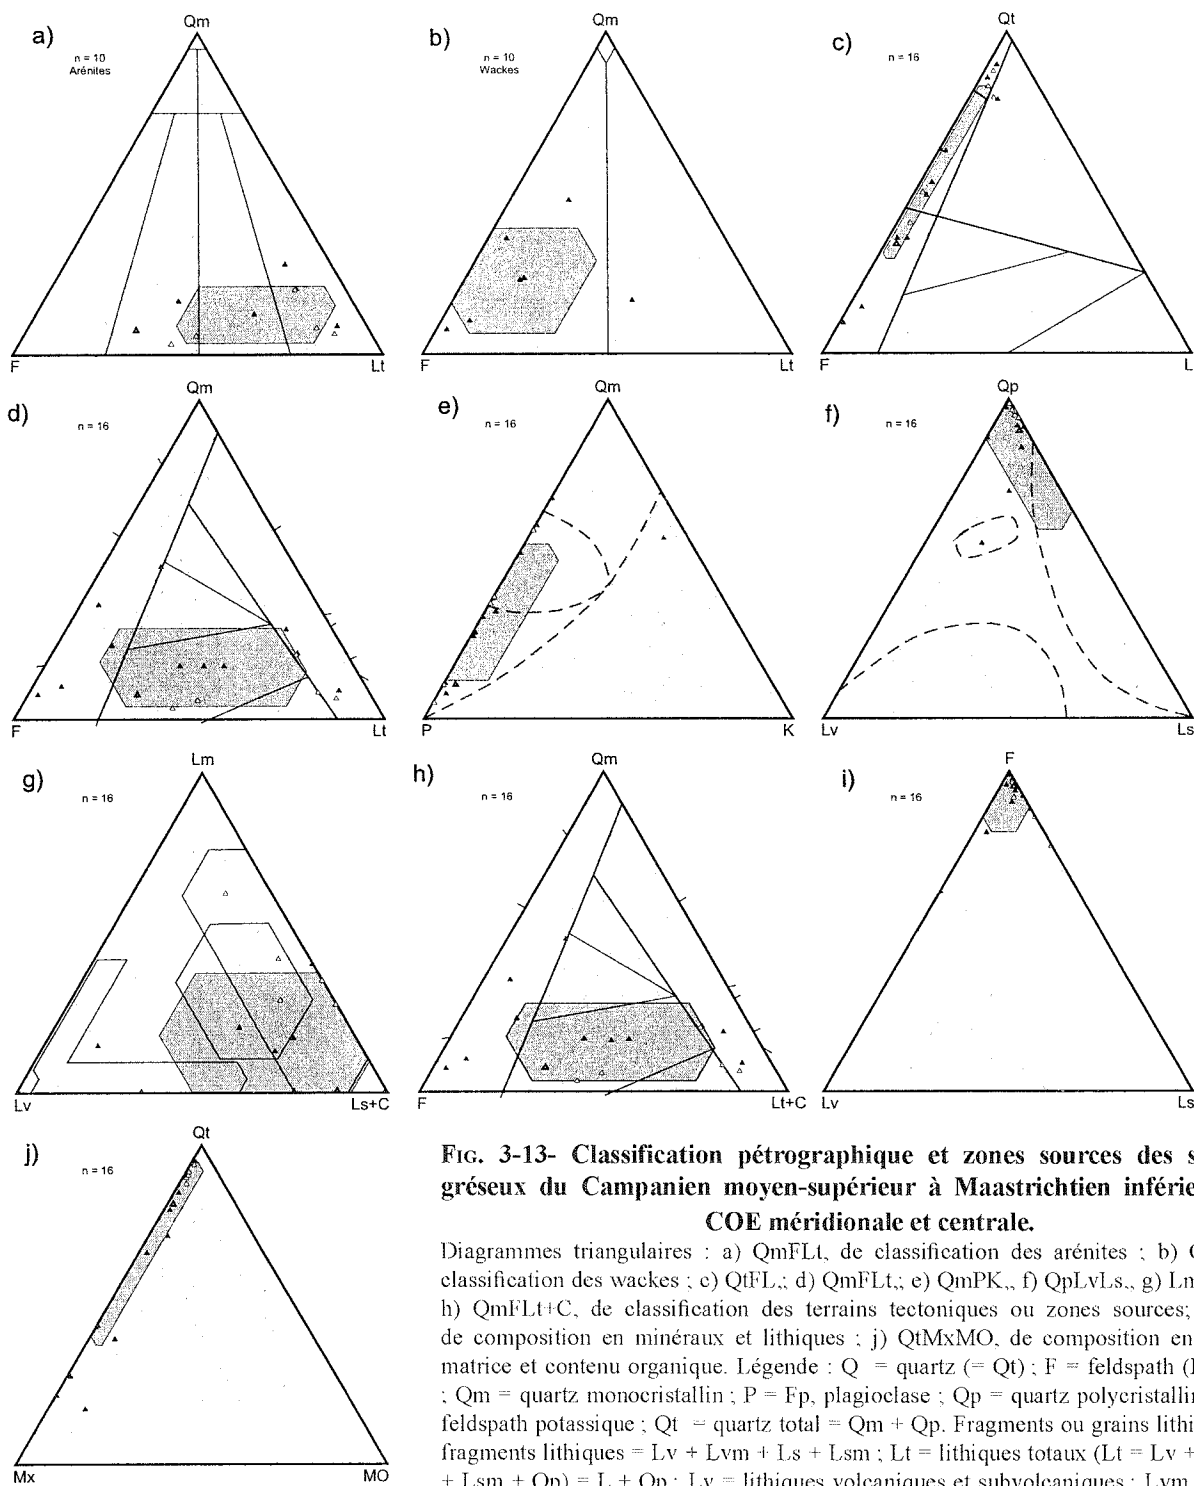 a)
Qm
n = 10
Arénites
F
Lt
b)
Qm
n = 10
Wackes
F
Lt
c)
Qt
n = 16
F
L
d)
Qm
n = 16
F
Lt
e)
Qm
n = 16
P
K
f)
Qp
n = 16
Lv
Ls
g)
Lm
n = 16
Lv
Ls+C
h)
Qm
n = 16
F
Lt+C
i)
F
n = 16
Lv
Ls
j)
Qt
n = 16
Mx
MO
FIG. 3-13- Classification pétrographique et zones sources des s
gréseux du Campanien moyen-supérieur à Maastrichtien inférie
COE méridionale et centrale.
Diagrammes triangulaires : a) QmFLt, de classification des arénites ; b)
classification des wackes ; c) QtFL,; d) QmFLt,; e) QmPK,, f) QpLvLs,, g)
h) QmFLt+C, de classification des terrains tectoniques ou zones sources;
de composition en minéraux et lithiques ; j) QtMxMO, de composition en
matrice et contenu organique. Légende : Q = quartz (= Qt) ; F = feldspath
; Qm = quartz monocristallin ; P = Fp, plagioclase ; Qp = quartz polycristallin
feldspath potassique ; Qt = quartz total = Qm + Qp. Fragments ou grains lithi
fragments lithiques = Lv + Lvm + Ls + Lsm ; Lt = lithiques totaux (Lt = Lv +
+ Lsm + Qp) = L + Qp ; Lv = lithiques volcaniques et subvolcaniques ; Lvm